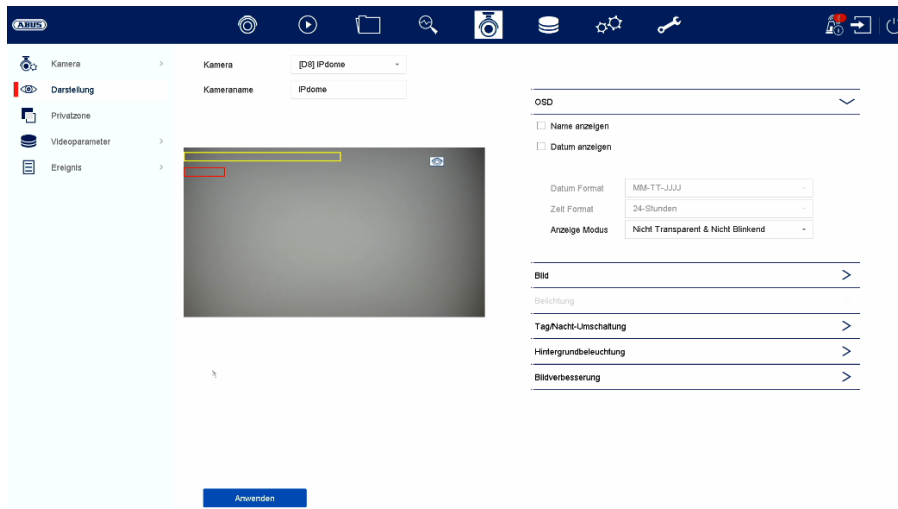 ABUS
Kamera
Darstellung
Privatzone
Videoparameter
Ereignis
Kamera [D8] IPdome
Kameraname IPdome
OSD
Name anzeigen
Datum anzeigen
Datum Format MM-TT-JJJJ
Zeit Format 24-Stunden
Anzeige Modus Nicht Transparent & Nicht Blinkend
Bild
Belichtung
Tag/Nacht-Umschaltung
Hintergrundbeleuchtung
Bildverbesserung
Anwenden